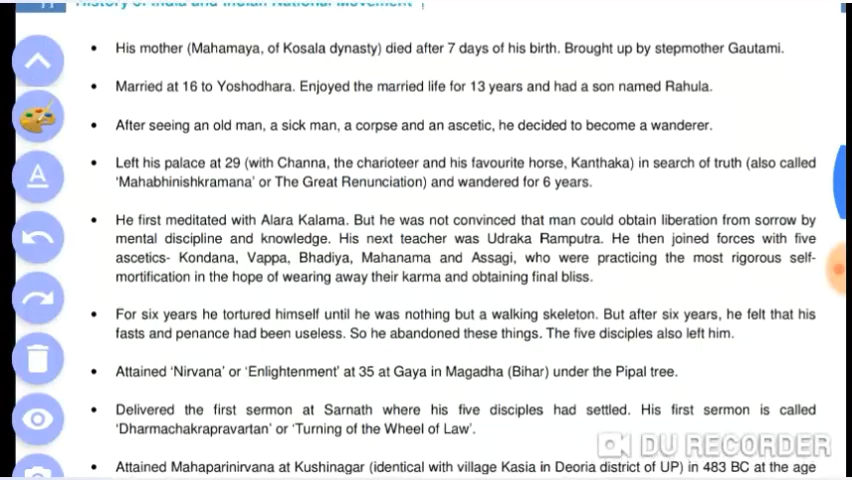 History of India and Indian National Movement
• His mother (Mahamaya, of Kosala dynasty) died after 7 days of his birth. Brought up by stepmother Gautami.
• Married at 16 to Yoshodhara. Enjoyed the married life for 13 years and had a son named Rahula.
• After seeing an old man, a sick man, a corpse and an ascetic, he decided to become a wanderer.
• Left his palace at 29 (with Channa, the charioteer and his favourite horse, Kanthaka) in search of truth (also called
'Mahabhinishkramana' or The Great Renunciation) and wandered for 6 years.
• He first meditated with Alara Kalama. But he was not convinced that man could obtain liberation from sorrow by
mental discipline and knowledge. His next teacher was Udraka Ramputra. He then joined forces with five
ascetics- Kondana, Vappa, Bhadiya, Mahanama and Assagi, who were practicing the most rigorous self-
mortification in the hope of wearing away their karma and obtaining final bliss.
• For six years he tortured himself until he was nothing but a walking skeleton. But after six years, he felt that his
fasts and penance had been useless. So he abandoned these things. The five disciples also left him.
• Attained 'Nirvana' or 'Enlightenment' at 35 at Gaya in Magadha (Bihar) under the Pipal tree.
• Delivered the first sermon at Sarnath where his five disciples had settled. His first sermon is called
'Dharmachakrapravartan' or 'Turning of the Wheel of Law'.
DU RECORDER
• Attained Mahaparinirvana at Kushinagar (identical with village Kasia in Deoria district of UP) in 483 BC at the age
A